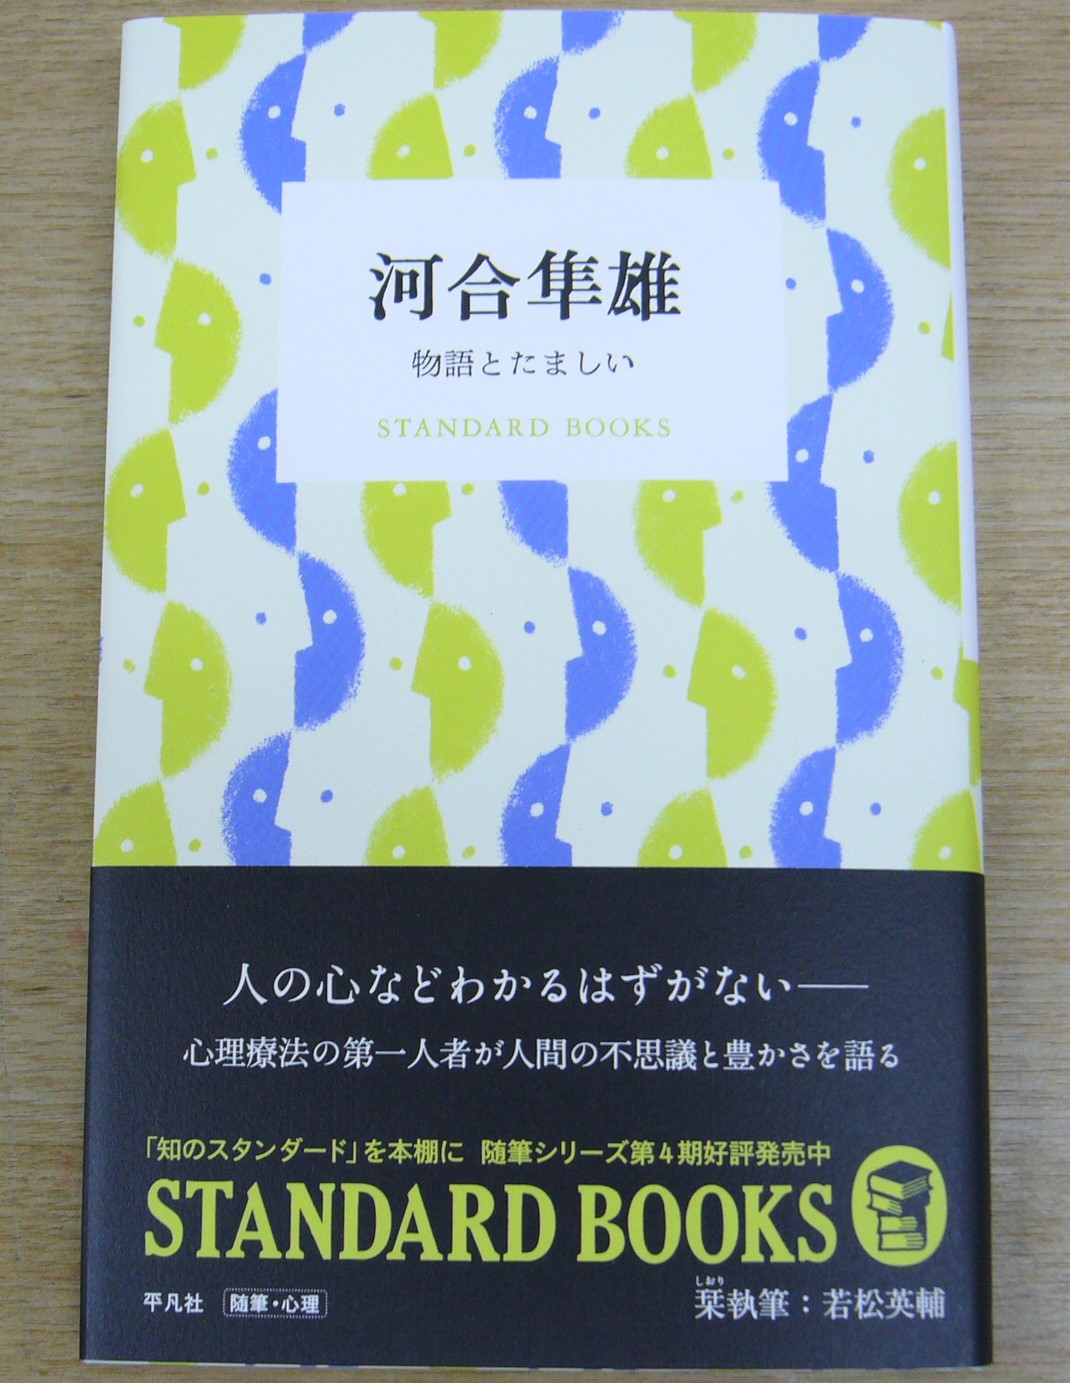 河合隼雄
物語とたましい
STANDARD BOOKS
人の心などわかるはずがない——
心理療法の第一人者が人間の不思議と豊かさを語る
「知のスタンダード」を本棚に 随筆シリーズ第4期好評発売中
STANDARD BOOKS
平凡社 随筆・心理
しおり
栞執筆：若松英輔